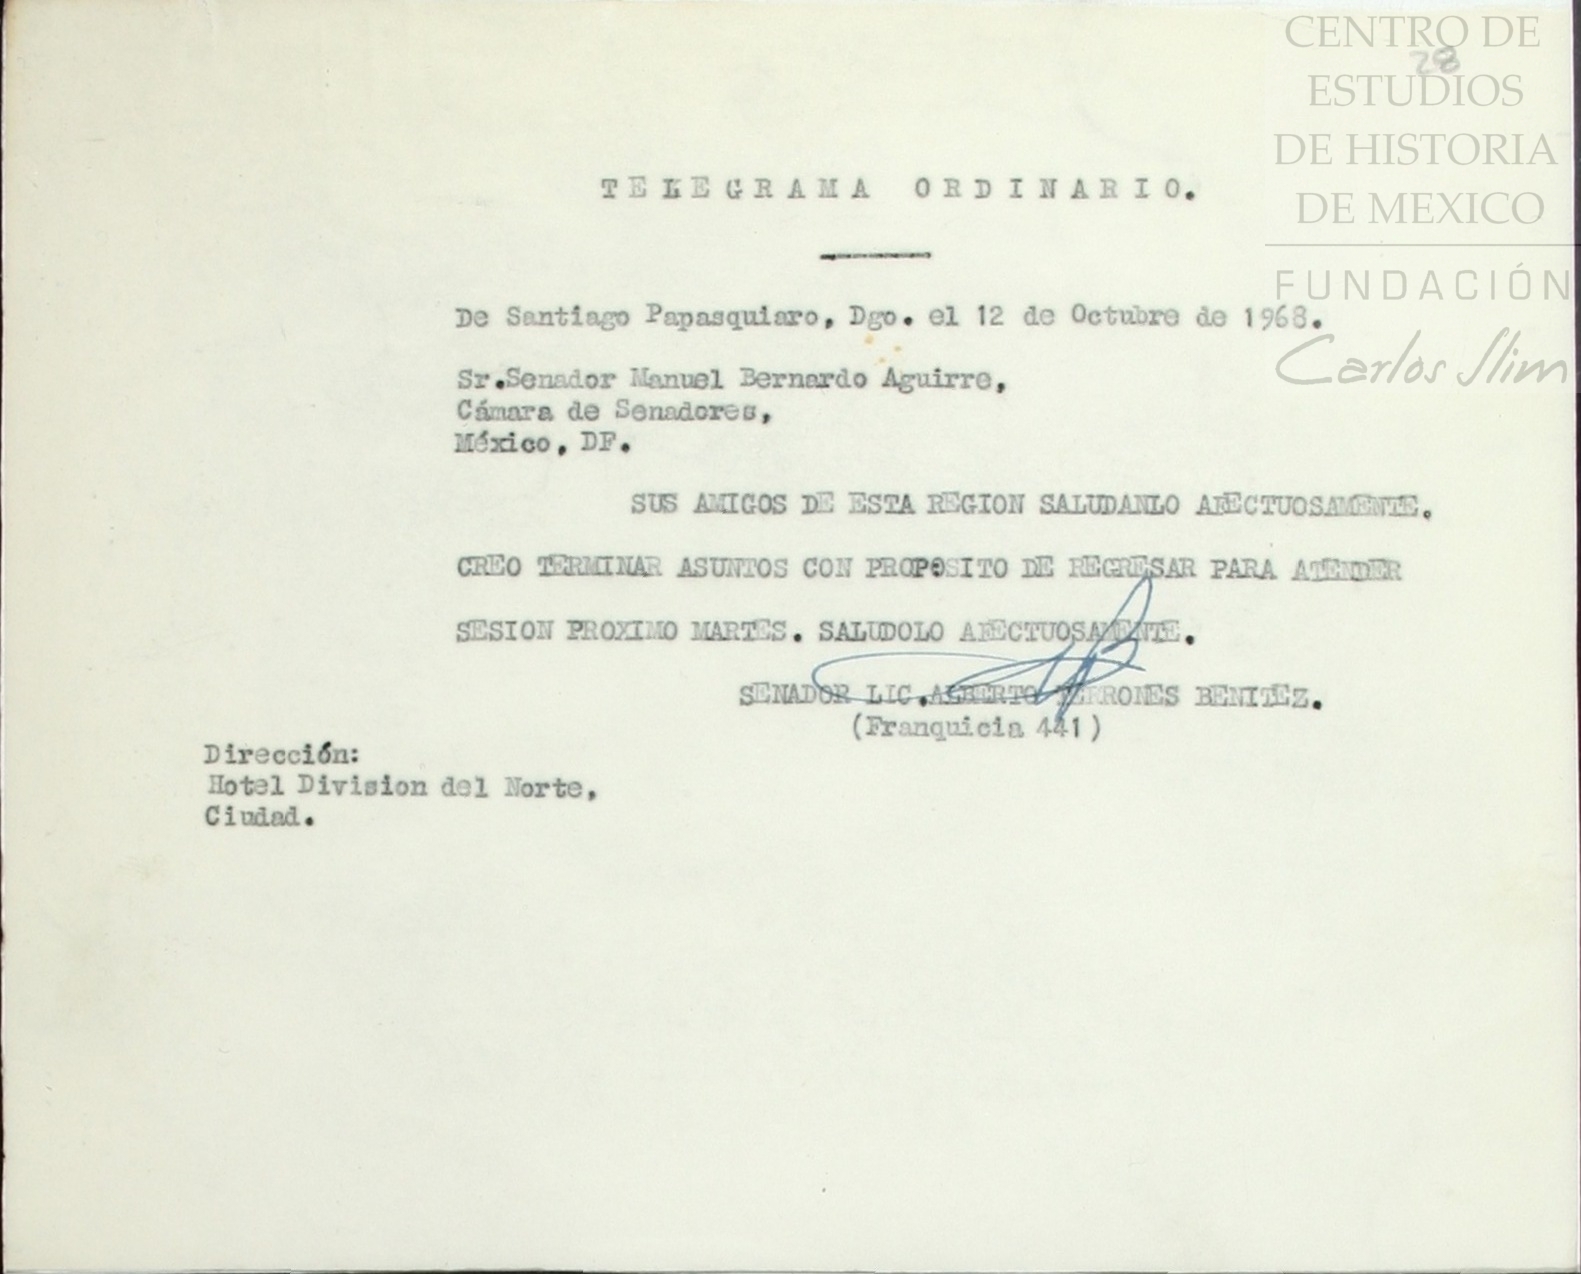 CENTRO DE
ESTUDIOS
DE HISTORIA
DE MEXICO
FUNDACIÓN
Carlos Slim
28
TELEGRAMA ORDINARIO.
De Santiago Papasquiaro, Dgo. el 12 de Octubre de 1968.
Sr.Senador Manuel Bernardo Aguirre,
Cámara de Senadores,
México, DF.
SUS AMIGOS DE ESTA REGION SALUDANLO AFECTUOSAMENTE.
CREO TERMINAR ASUNTOS CON PROPOSITO DE REGRESAR PARA ATENDER
SESION PROXIMO MARTES. SALUDOLO AFECTUOSAMENTE.
SENADOR LIC.ALBERTO TERRONES BENITEZ.
(Franquicia 441)
Dirección:
Hotel Division del Norte,
Ciudad.